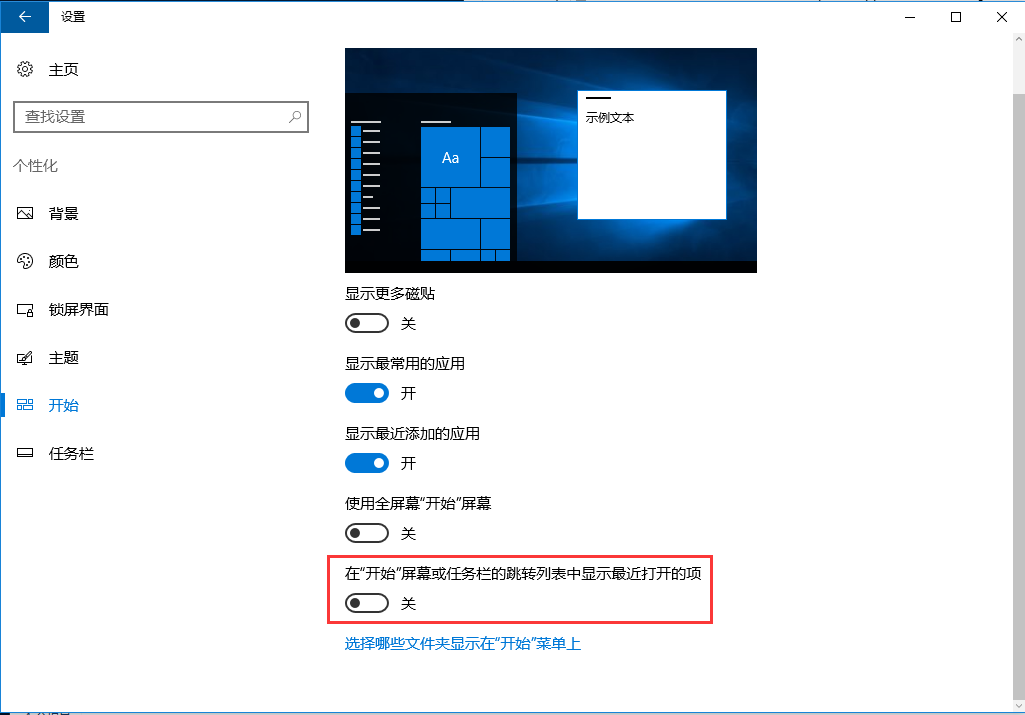 设置
主页
查找设置
个性化
背景
颜色
锁屏界面
主题
开始
任务栏
Aa
示例文本
显示更多磁贴
关
显示最常用的应用
开
显示最近添加的应用
开
使用全屏幕“开始”屏幕
关
在“开始”屏幕或任务栏的跳转列表中显示最近打开的项
关
选择哪些文件夹显示在“开始”菜单上